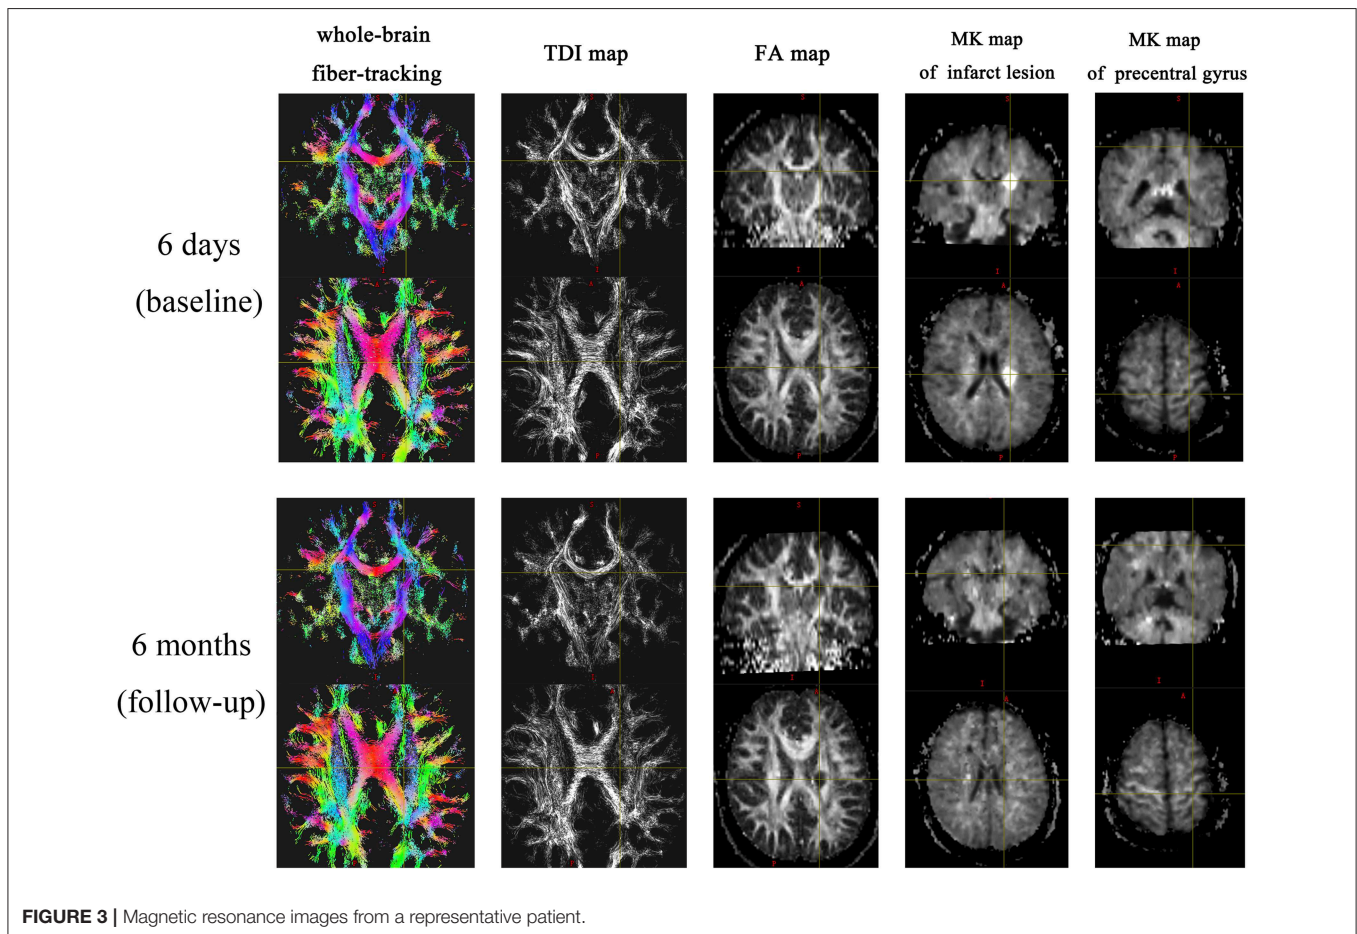 whole-brain
fiber-tracking
TDI map
FA map
MK map
of infarct lesion
MK map
of precentral gyrus
6 days
(baseline)
S
S
S
S
I
I
I
I
I
A
A
A
A
A
P
P
P
P
P
6 months
(follow-up)
S
S
I
I
I
A
A
P
FIGURE 3 | Magnetic resonance images from a representative patient.